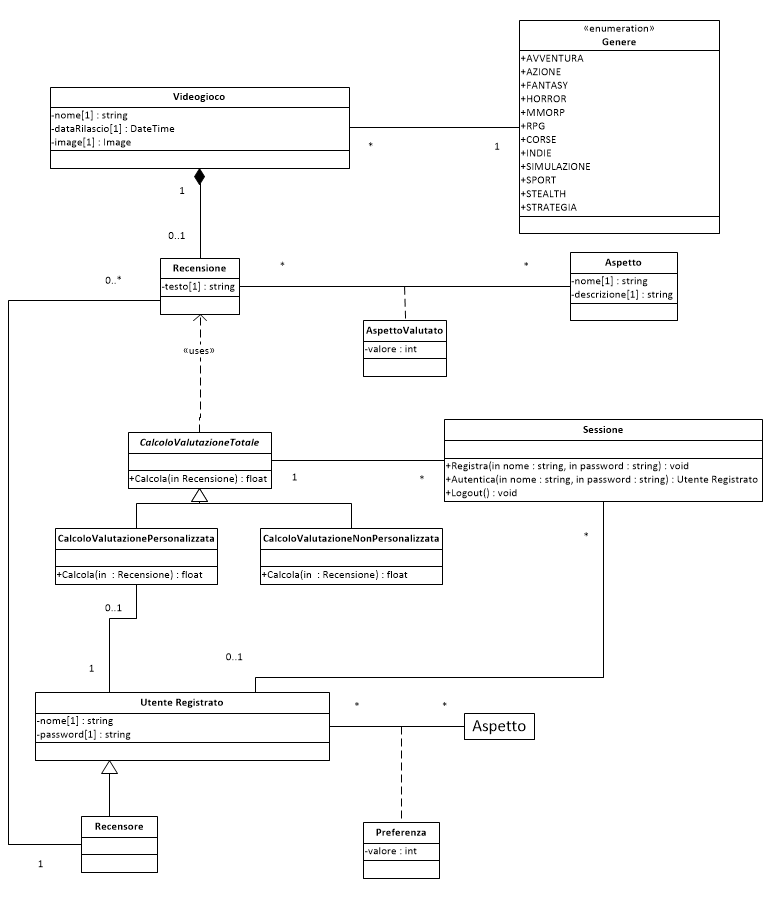 «enumeration»
Genere
+AVVENTURA
+AZIONE
+FANTASY
+HORROR
+MMORP
+RPG
+CORSE
+INDIE
+SIMULAZIONE
+SPORT
+STEALTH
+STRATEGIA
Videogioco
-nome[1] : string
-dataRilascio[1] : DateTime
-image[1] : Image
*
1
1
0..1
Recensione
-testo[1] : string
0..*
*
*
Aspetto
-nome[1] : string
-descrizione[1] : string
AspettoValutato
-valore : int
«uses»
CalcoloValutazioneTotale
+Calcola(in Recensione) : float
1
*
Sessione
+Registra(in nome : string, in password : string) : void
+Autentica(in nome : string, in password : string) : Utente Registrato
+Logout() : void
CalcoloValutazionePersonalizzata
+Calcola(in : Recensione) : float
CalcoloValutazioneNonPersonalizzata
+Calcola(in : Recensione) : float
*
0..1
1
0..1
Utente Registrato
-nome[1] : string
-password[1] : string
*
*
Aspetto
Recensore
1
Preferenza
-valore : int